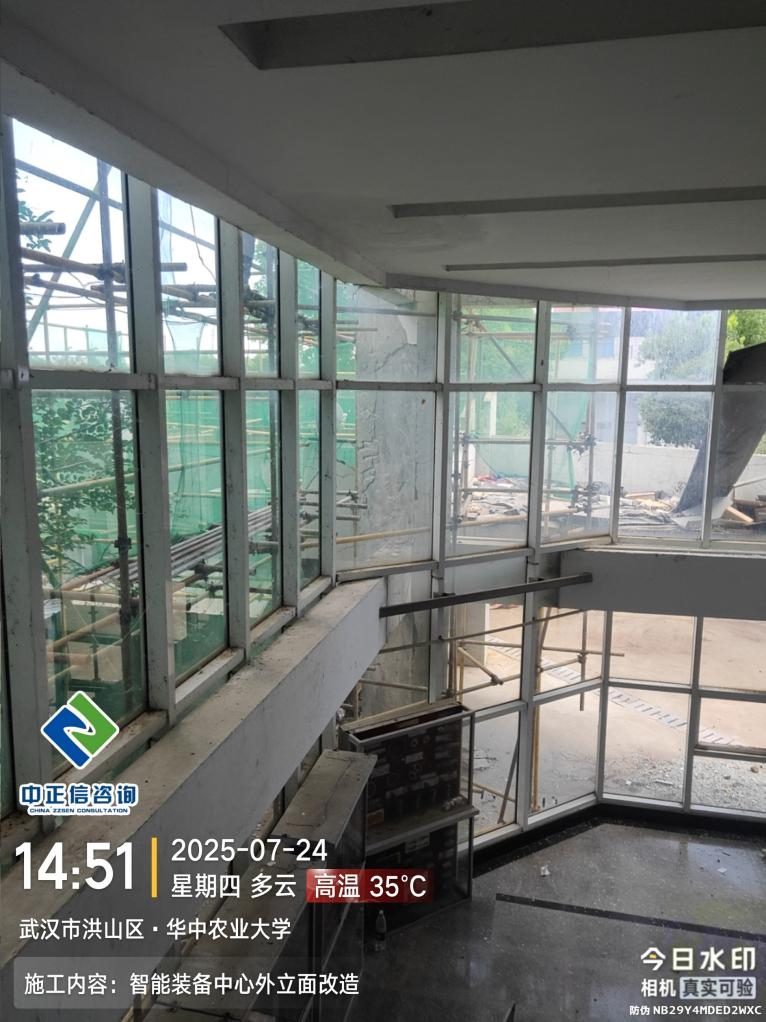 中正信咨询
CHINA ZZSEN CONSULTATION
14:51
2025-07-24
星期四 多云 高温 35°C
武汉市洪山区·华中农业大学
施工内容：智能装备中心外立面改造
今日水印
相机 真实可验
防伪 NB29Y4MDED2WXC